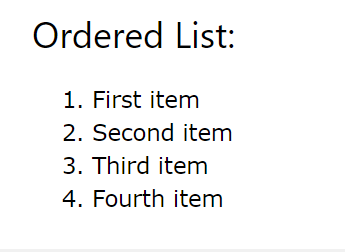 Ordered List:
1. First item
2. Second item
3. Third item
4. Fourth item